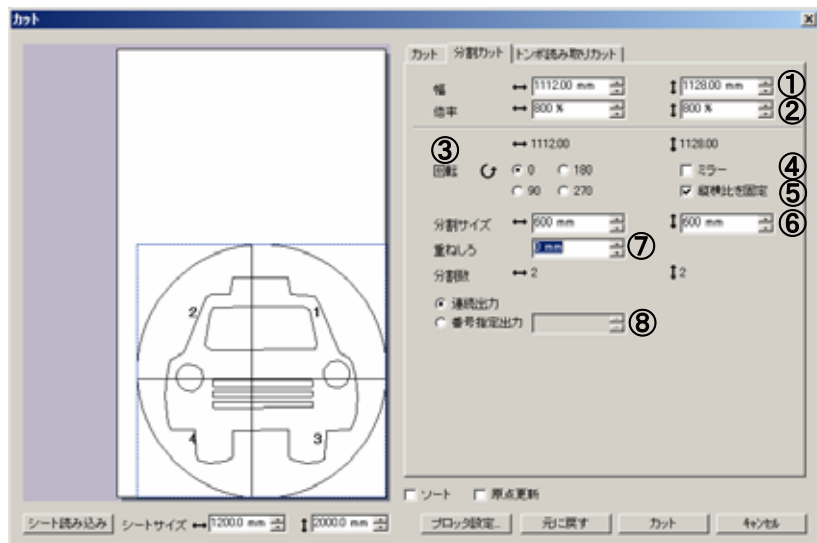 カット
カット 分割カット トンボ読み取りカット
幅 ↔ 1112.00 mm ↕ 1128.00 mm ①
倍率 ↔ 800 % ↕ 800 % ②
↔ 1112.00 ↕ 1128.00
③
回転 0 180 ミラー ④
90 270 縦横比を固定 ⑤
分割サイズ ↔ 600 mm ↕ 600 mm ⑥
重ねしろ 0 mm ⑦
分割数 ↔ 2 ↕ 2
連続出力
番号指定出力 ⑧
2 1
4 3
ソート 原点更新
シート読み込み シートサイズ ↔ 1200.0 mm ↕ 2000.0 mm プロッタ設定... 元に戻す カット キャンセル